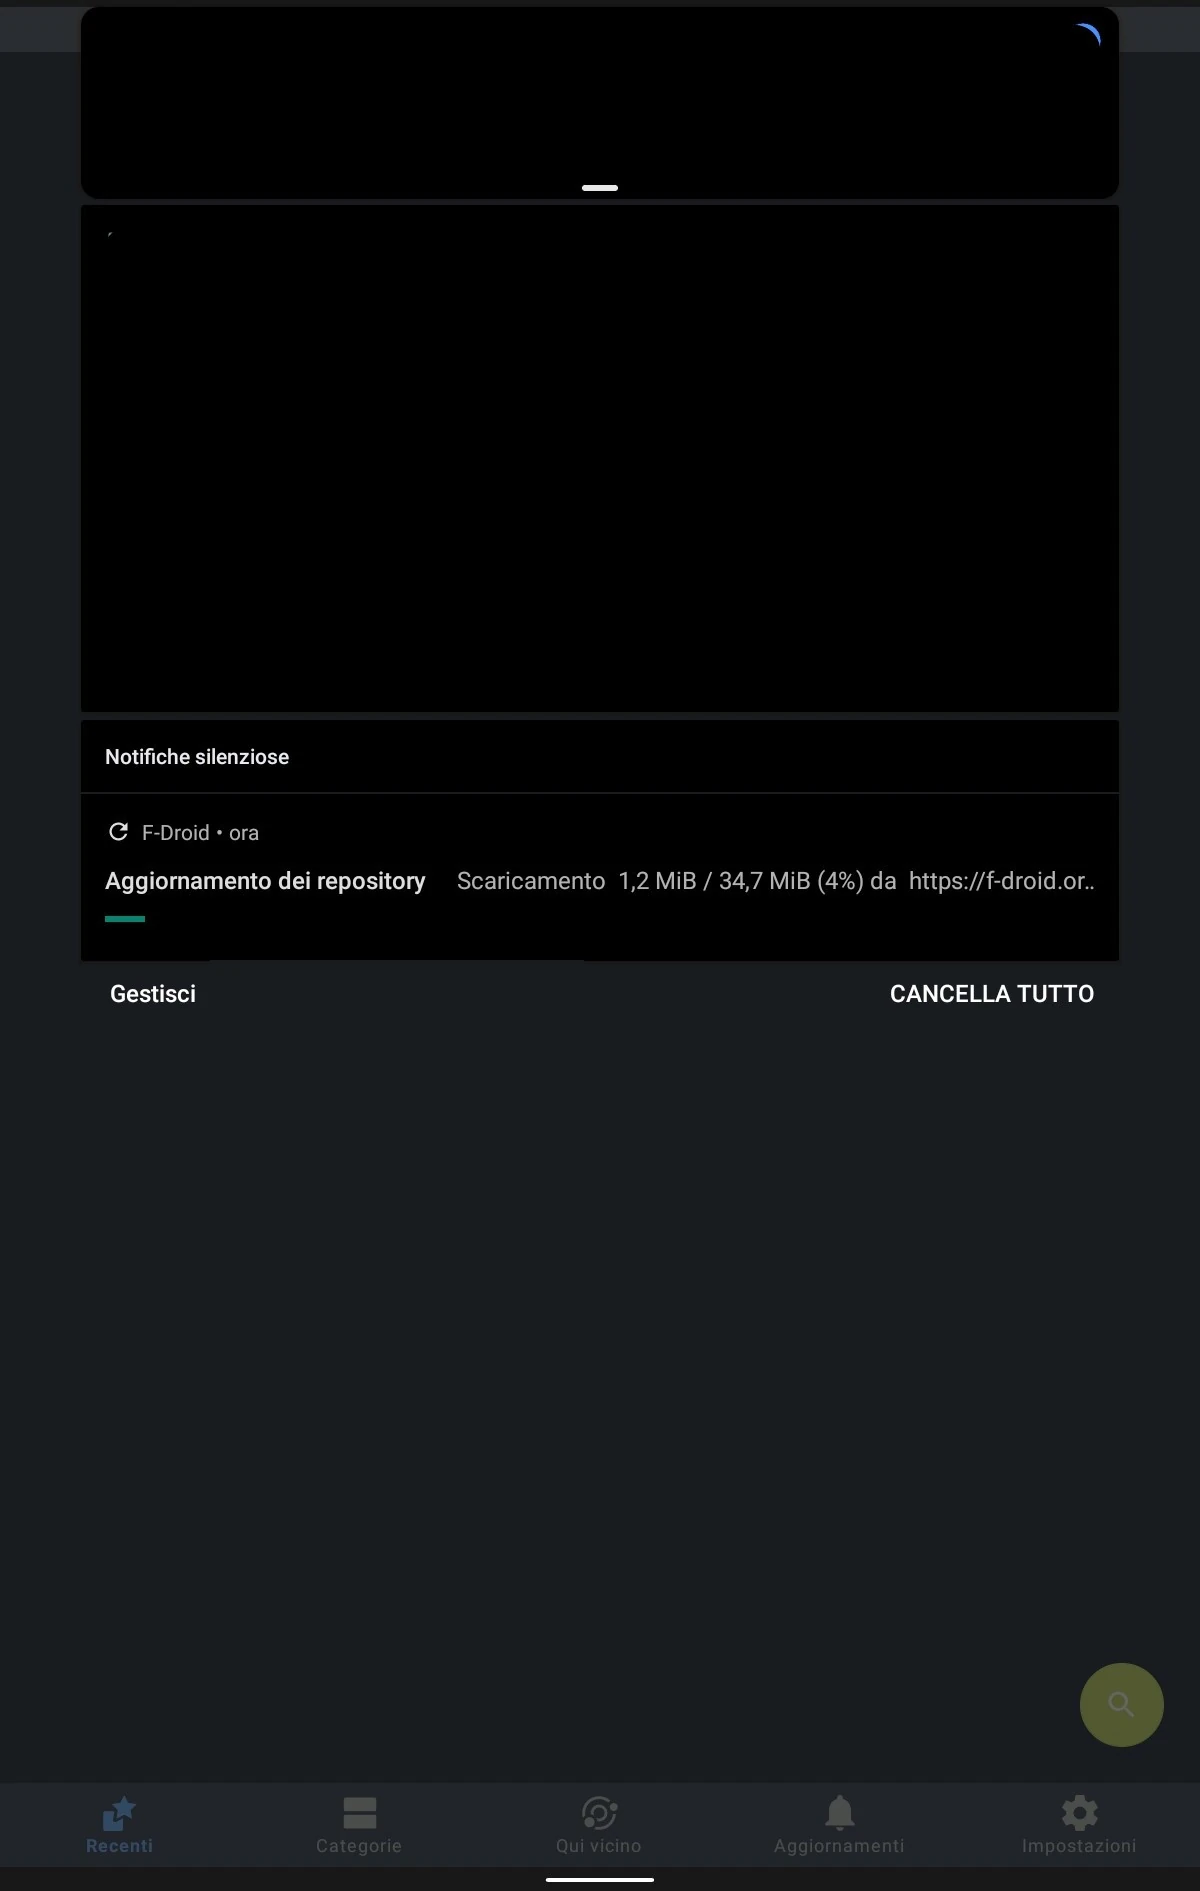 Notifiche silenziose
F-Droid • ora
Aggiornamento dei repository Scaricamento 1,2 MiB / 34,7 MiB (4%) da https://f-droid.or..
Gestisci CANCELLA TUTTO
Recenti Categorie Qui vicino Aggiornamenti Impostazioni